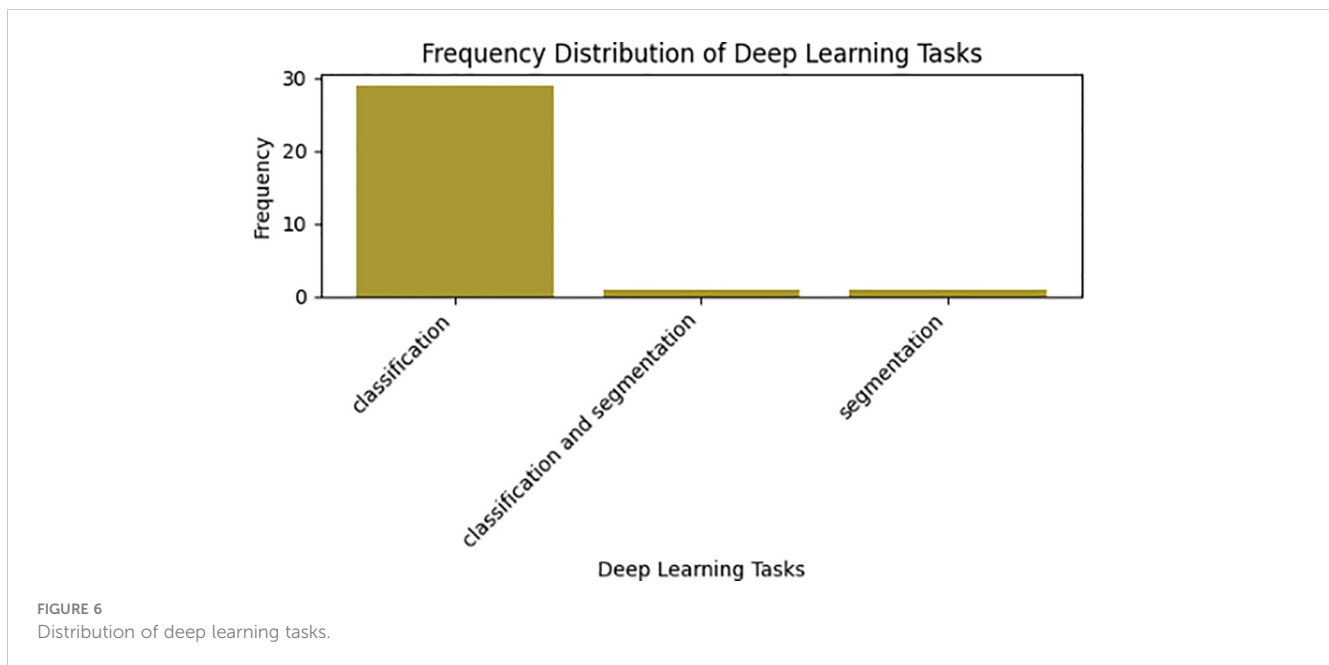 Frequency Distribution of Deep Learning Tasks
30
20
10
0
Frequency
classification
classification and segmentation
segmentation
Deep Learning Tasks
FIGURE 6
Distribution of deep learning tasks.